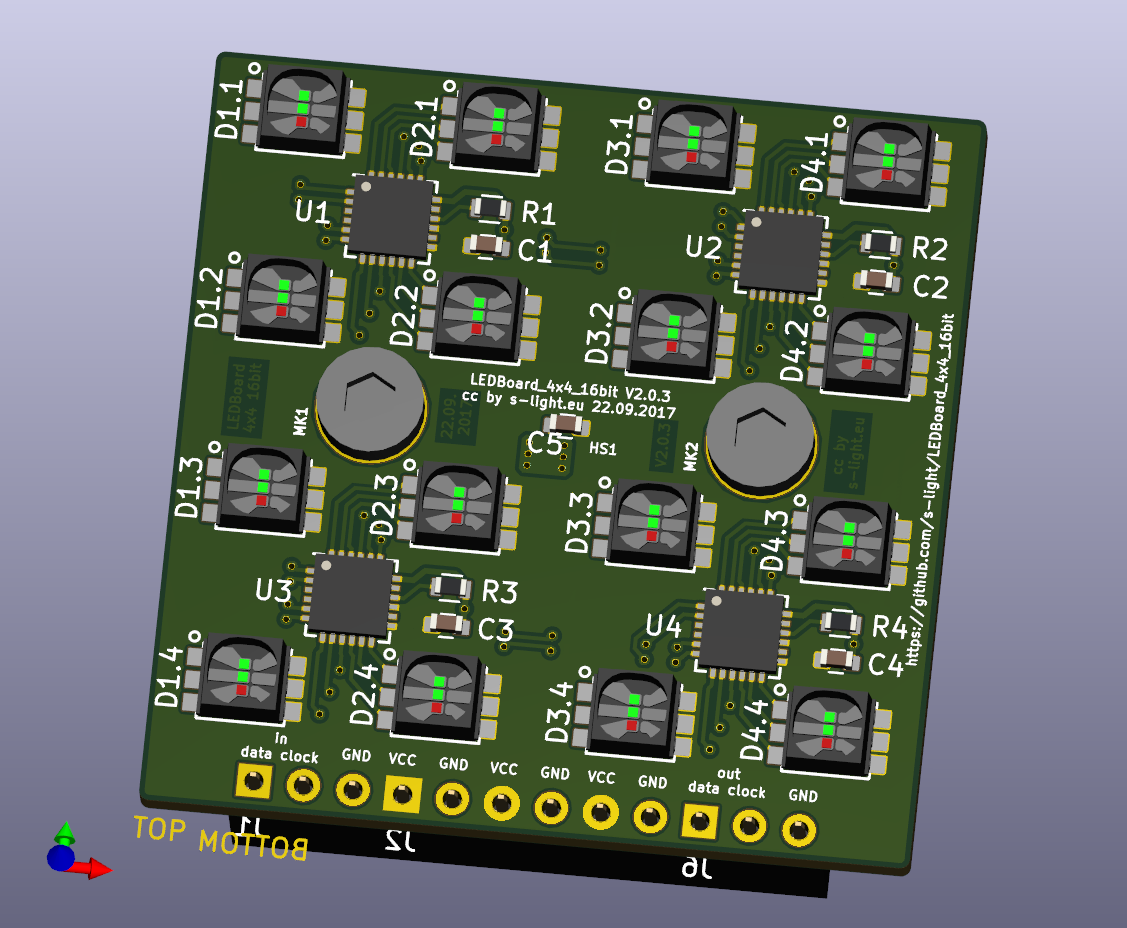 D1.1
D2.1
D3.1
D4.1
U1
R1
C1
U2
R2
C2
D1.2
D2.2
D3.2
D4.2
LEDBoard_4x4_16bit V2.0.3
cc by s-light.eu 22.09.2017
LEDBoard
4x4 16bit
MK1
22.09.
2017
C5
HS1
V2.0.3
MK2
cc by
s-light.eu
https://github.com/s-light/LEDBoard_4x4_16bit
D1.3
D2.3
D3.3
D4.3
U3
R3
C3
U4
R4
C4
D1.4
D2.4
D3.4
D4.4
in
data clock GND VCC GND VCC GND VCC GND
out
data clock GND
TOP BOTTOM
J1
J2
J6